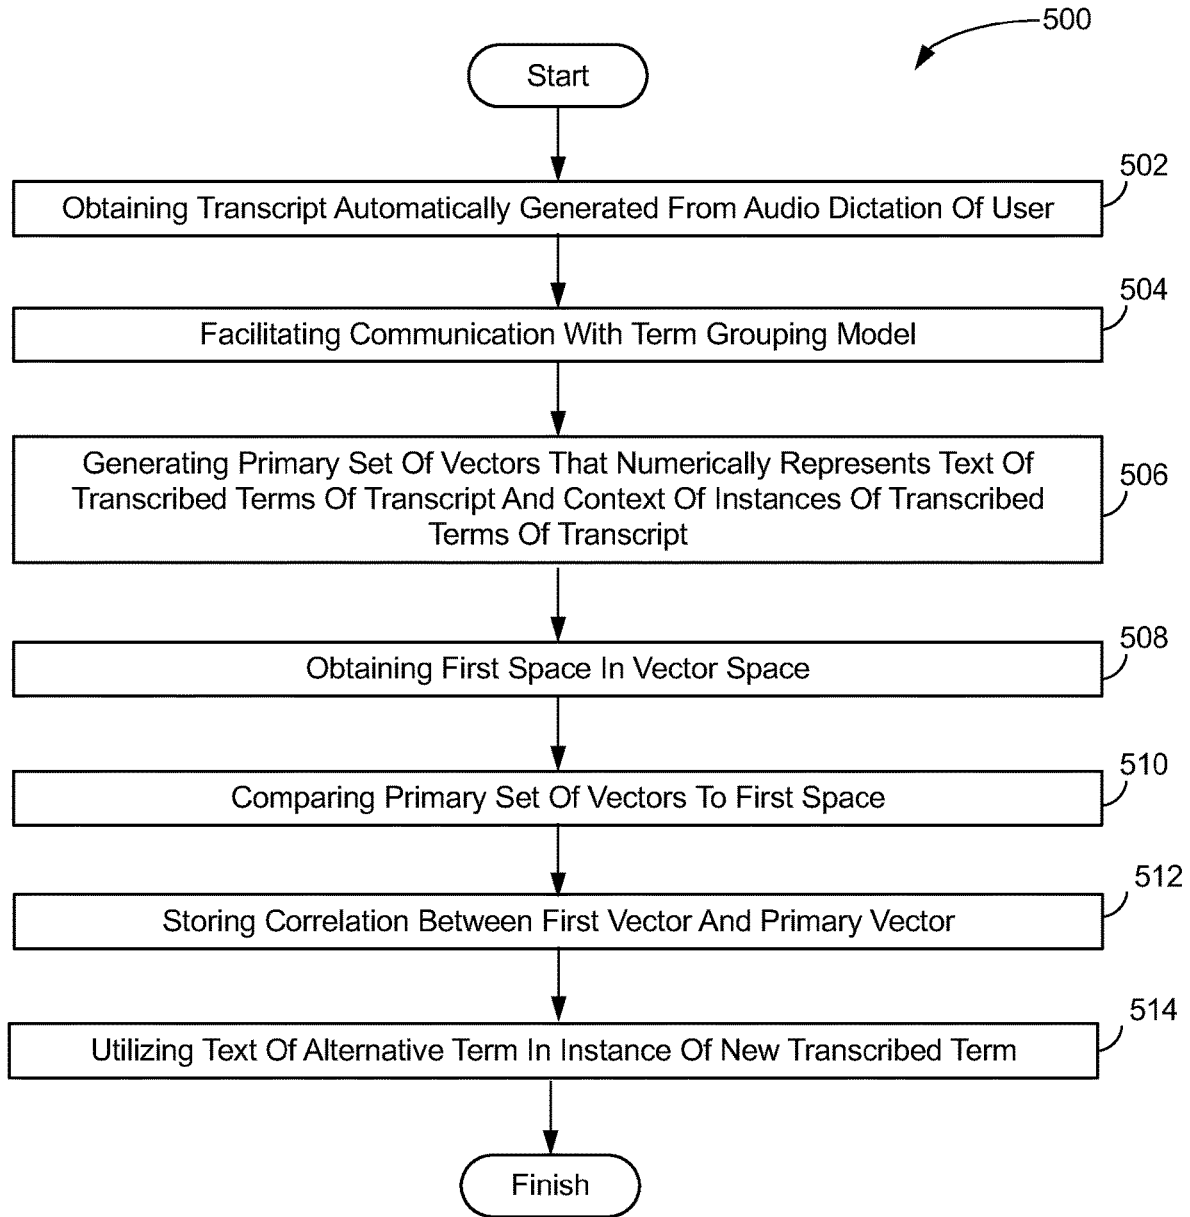 500
Start
502
Obtaining Transcript Automatically Generated From Audio Dictation Of User
504
Facilitating Communication With Term Grouping Model
Generating Primary Set Of Vectors That Numerically Represents Text Of
Transcribed Terms Of Transcript And Context Of Instances Of Transcribed
Terms Of Transcript
506
508
Obtaining First Space In Vector Space
510
Comparing Primary Set Of Vectors To First Space
512
Storing Correlation Between First Vector And Primary Vector
514
Utilizing Text Of Alternative Term In Instance Of New Transcribed Term
Finish